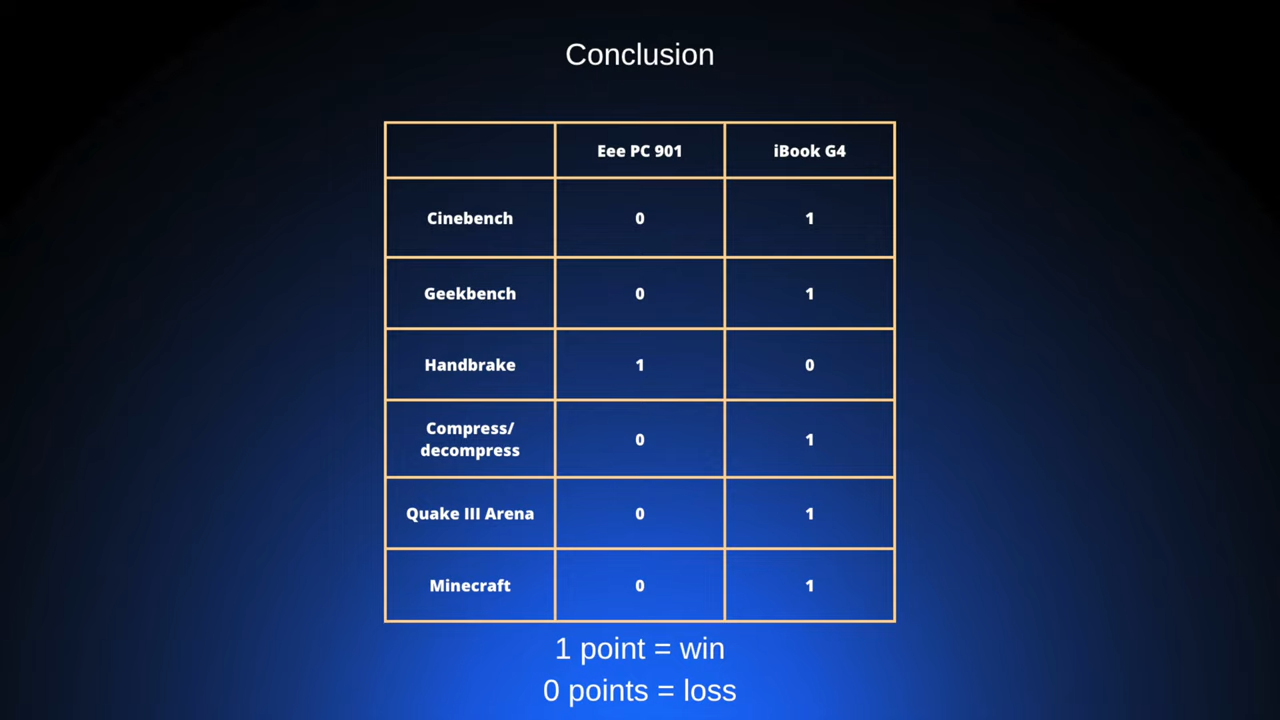 Conclusion
Eee PC 901 iBook G4
Cinebench 0 1
Geekbench 0 1
Handbrake 1 0
Compress/
decompress 0 1
Quake III Arena 0 1
Minecraft 0 1
1 point = win
0 points = loss